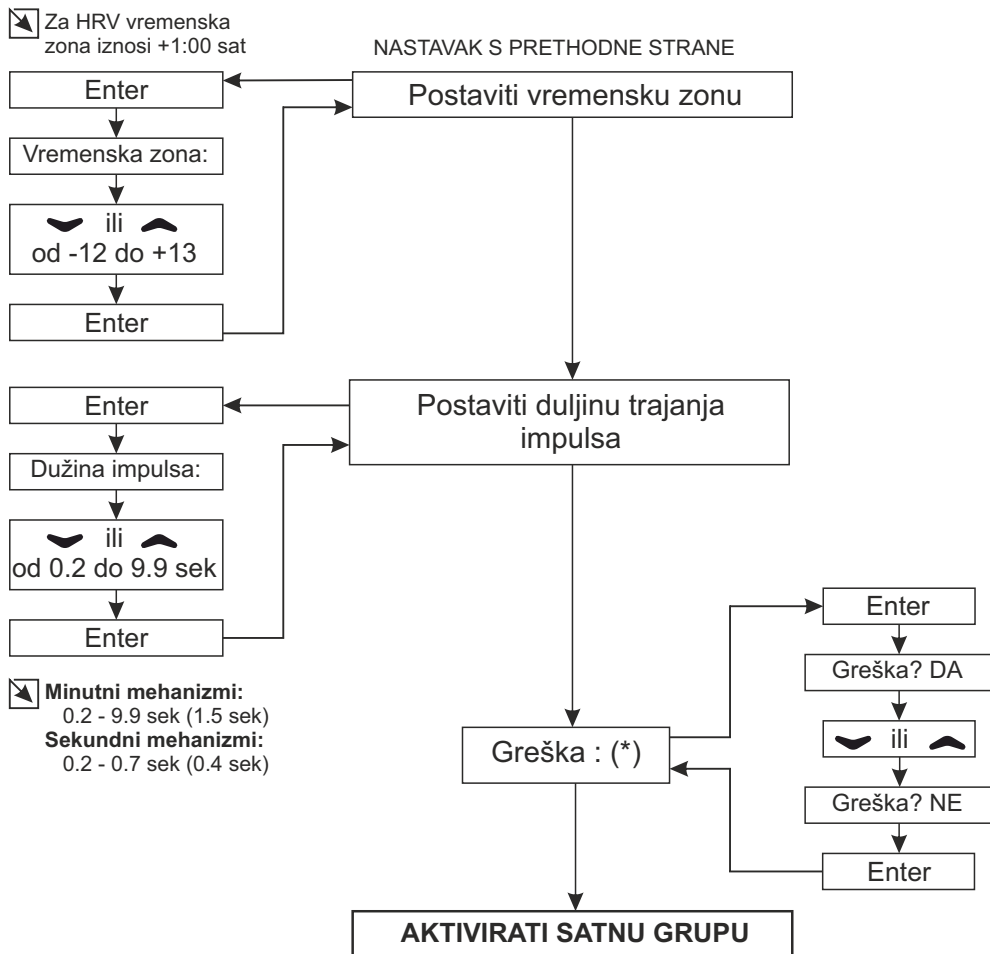 Za HRV vremenska
zona iznosi +1:00 sat
NASTAVAK S PRETHODNE STRANE
Postaviti vremensku zonu
Enter
Vremenska zona:
ili
od -12 do +13
Enter
Postaviti duljinu trajanja
impulsa
Enter
Dužina impulsa:
ili
od 0.2 do 9.9 sek
Enter
Minutni mehanizmi:
0.2 - 9.9 sek (1.5 sek)
Sekundni mehanizmi:
0.2 - 0.7 sek (0.4 sek)
Greška : (*)
Enter
Greška? DA
ili
Greška? NE
Enter
AKTIVIRATI SATNU GRUPU